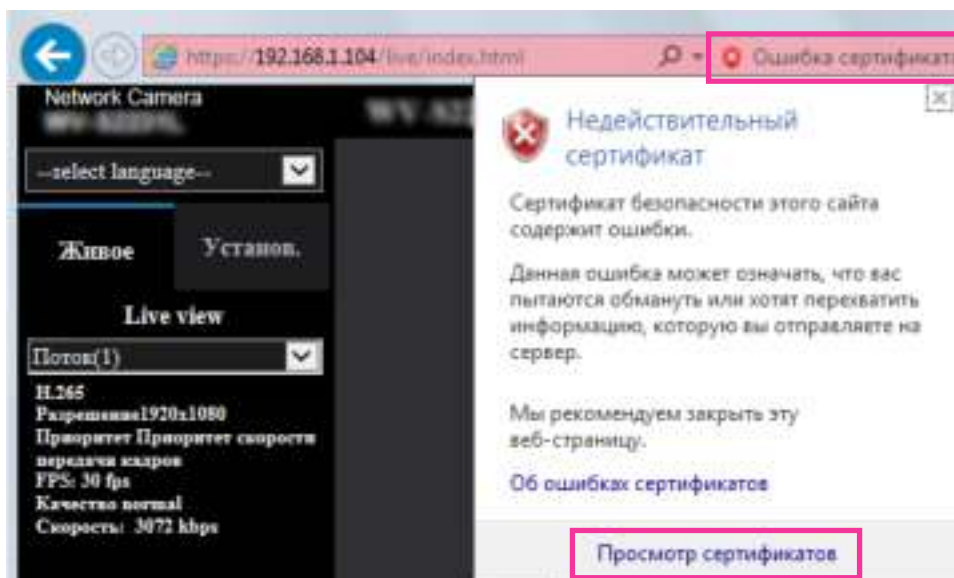 https://192.168.1.104/live/index.html
Ошибка сертификата
Network Camera
--select language--
Живое
Установ.
Live view
Поток(1)
H.265
Разрешение1920x1080
Приоритет Приоритет скорости
передачи кадров
FPS: 30 fps
Качество normal
Скорость: 3072 kbps
Недействительный
сертификат
Сертификат безопасности этого сайта
содержит ошибки.
Данная ошибка может означать, что вас
пытаются обмануть или хотят перехватить
информацию, которую вы отправляете на
сервер.
Мы рекомендуем закрыть эту
веб-страницу.
Об ошибках сертификатов
Просмотр сертификатов